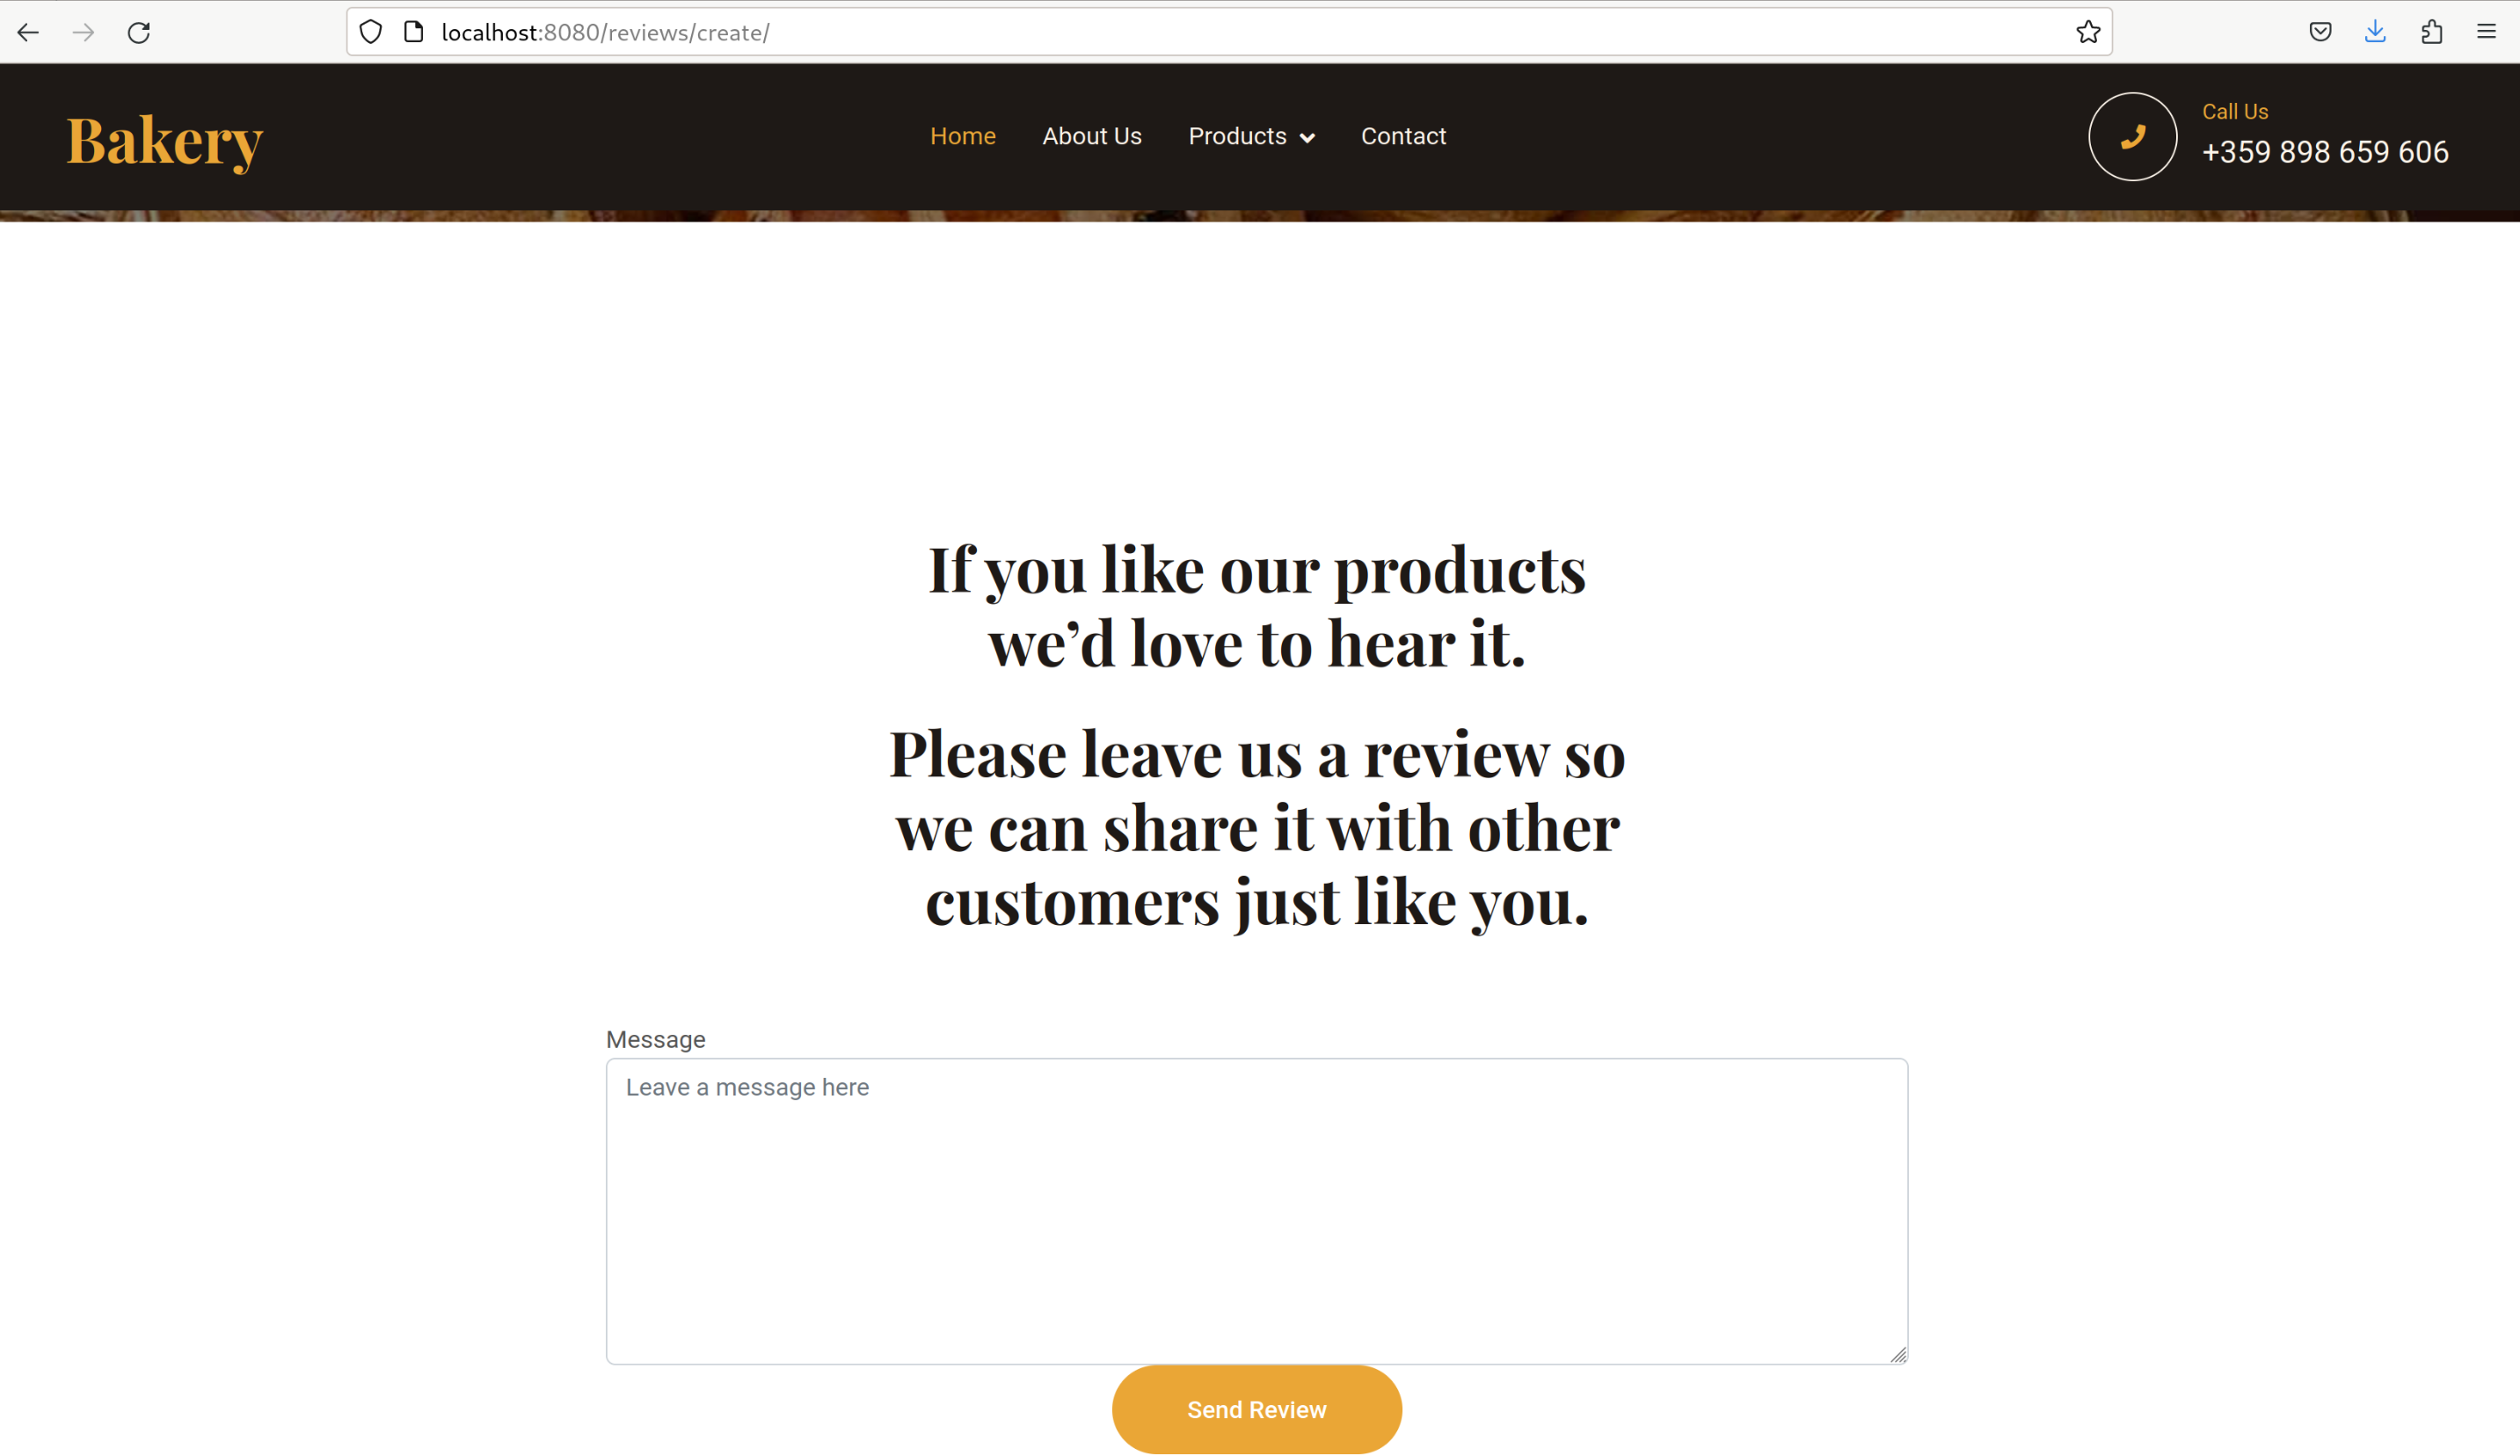 localhost:8080/reviews/create/
Bakery
Home
About Us
Products
Contact
Call Us
+359 898 659 606
If you like our products
we’d love to hear it.
Please leave us a review so
we can share it with other
customers just like you.
Message
Leave a message here
Send Review